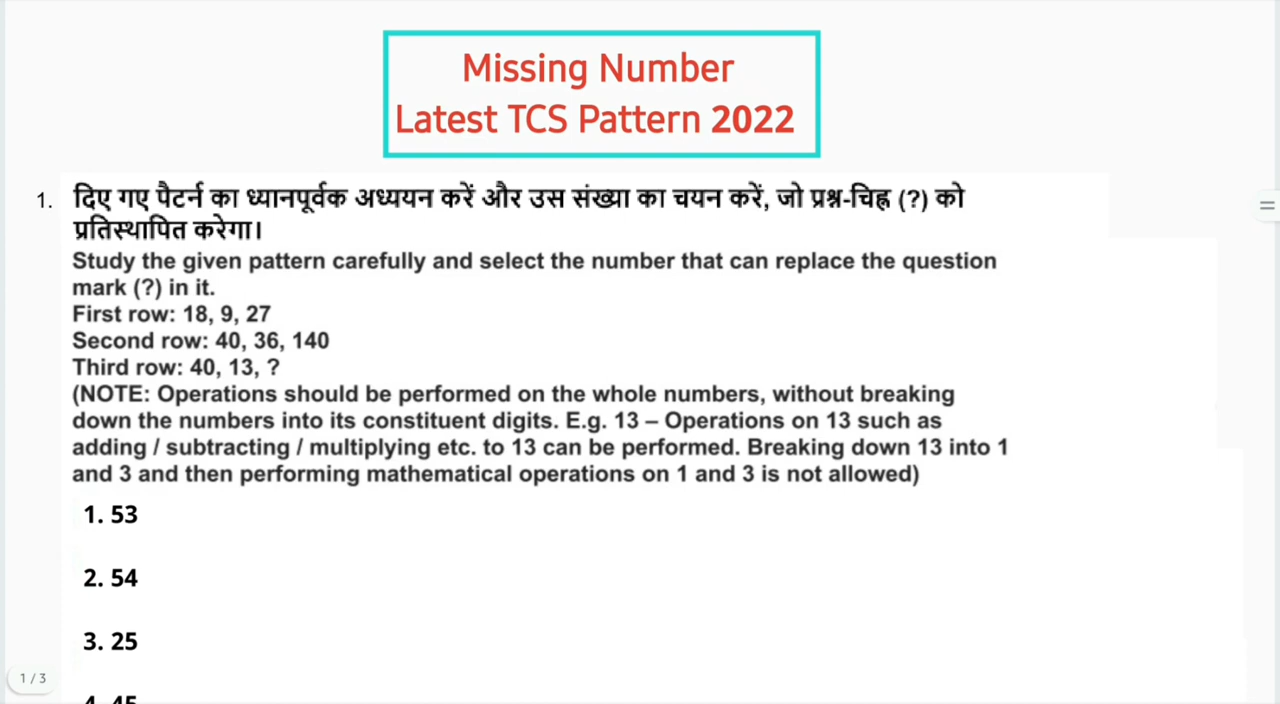 Missing Number
Latest TCS Pattern 2022
1. दिए गए पैटर्न का ध्यानपूर्वक अध्ययन करें और उस संख्या का चयन करें, जो प्रश्न-चिह्न (?) को
प्रतिस्थापित करेगा।
Study the given pattern carefully and select the number that can replace the question
mark (?) in it.
First row: 18, 9, 27
Second row: 40, 36, 140
Third row: 40, 13, ?
(NOTE: Operations should be performed on the whole numbers, without breaking
down the numbers into its constituent digits. E.g. 13 – Operations on 13 such as
adding / subtracting / multiplying etc. to 13 can be performed. Breaking down 13 into 1
and 3 and then performing mathematical operations on 1 and 3 is not allowed)
1. 53
2. 54
3. 25
1 / 3